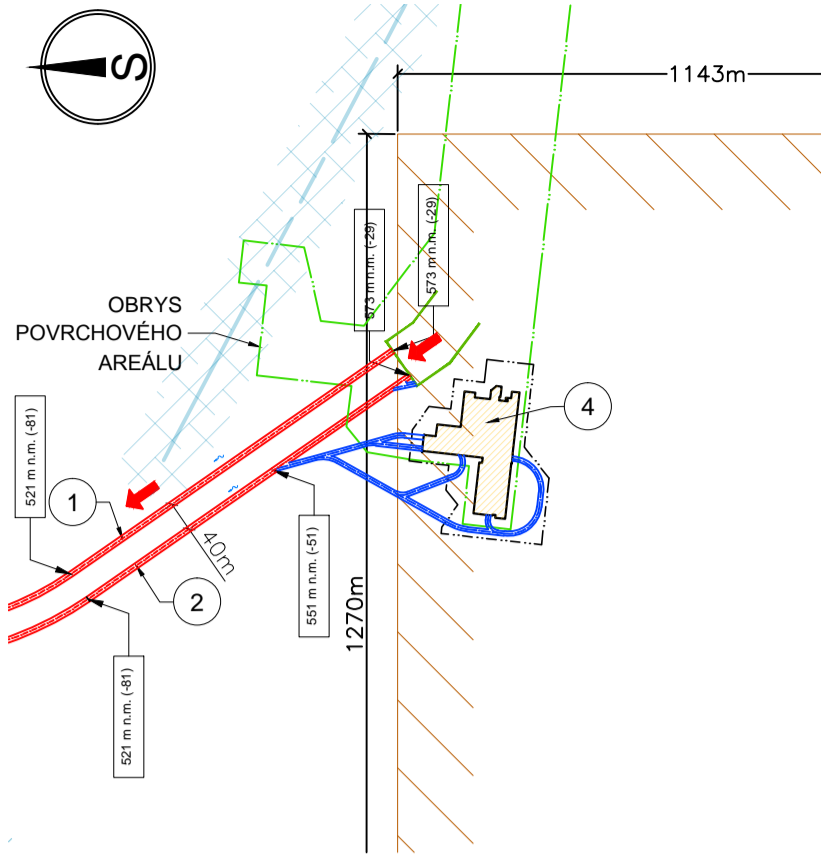 S
1143m
573 m n.m. (-29)
573 m n.m. (-29)
OBRYS
POVRCHOVÉHO
AREÁLU
521 m n.m. (-81)
1
4
40m
2
551 m n.m. (-51)
1270m
521 m n.m. (-81)